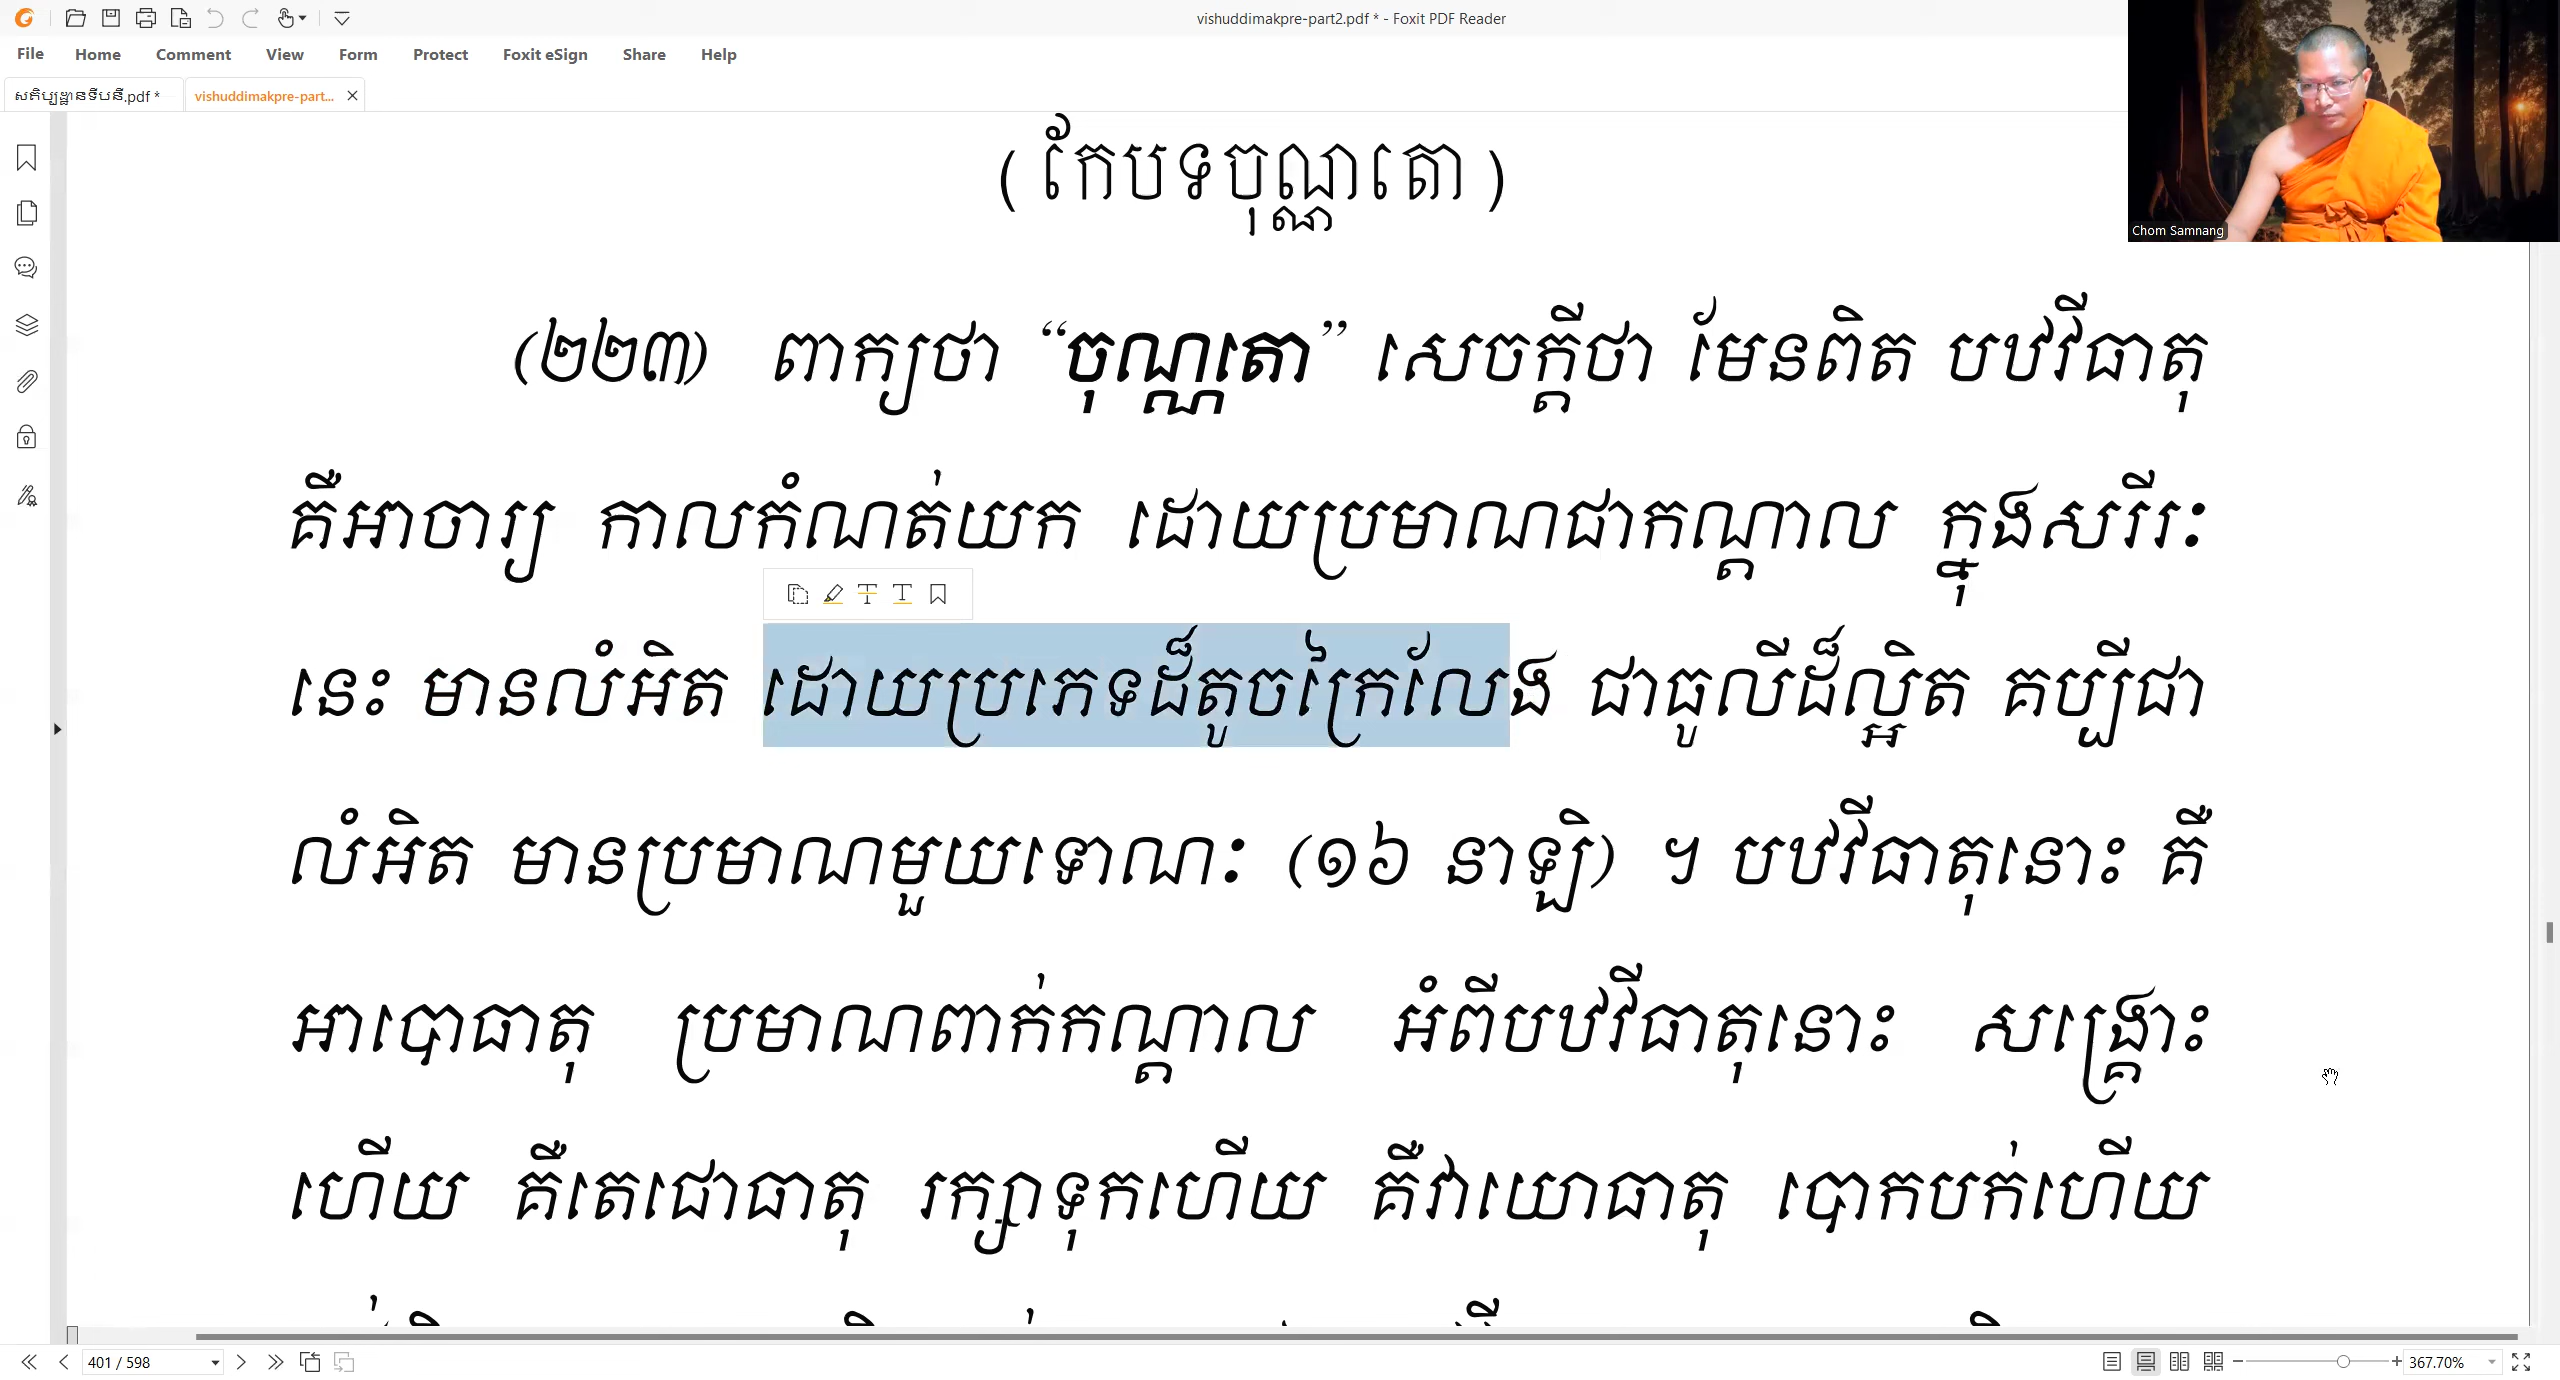 vishuddimakpre-part2.pdf * - Foxit PDF Reader
File Home Comment View Form Protect Foxit eSign Share Help
សតិប្បដ្ឋានទីបនី.pdf * vishuddimakpre-part...
Chom Samnang
( កែបទចុណ្ណតោ )
(២២៣) ពាក្យថា “ចុណ្ណតោ” សេចក្តីថា មែនពិត បឋវីធាតុ
គឺអាចារ្យ កាលកំណត់យក ដោយប្រមាណជាកណ្តាល ក្នុងសរីរៈ
នេះ មានលំអិត ដោយប្រភេទដ៏តូចក្រៃលែង ជាធូលីដ៏ល្អិត គប្បីជា
លំអិត មានប្រមាណមួយទោណៈ (១៦ នាឡិ) ។ បឋវីធាតុនោះ គឺ
អាបោធាតុ ប្រមាណពាក់កណ្តាល អំពីបឋវីធាតុនោះ សង្គ្រោះ
ហើយ គឺតេជោធាតុ រក្សាទុកហើយ គឺវាយោធាតុ បោកបក់ហើយ
401 / 598 367.70%